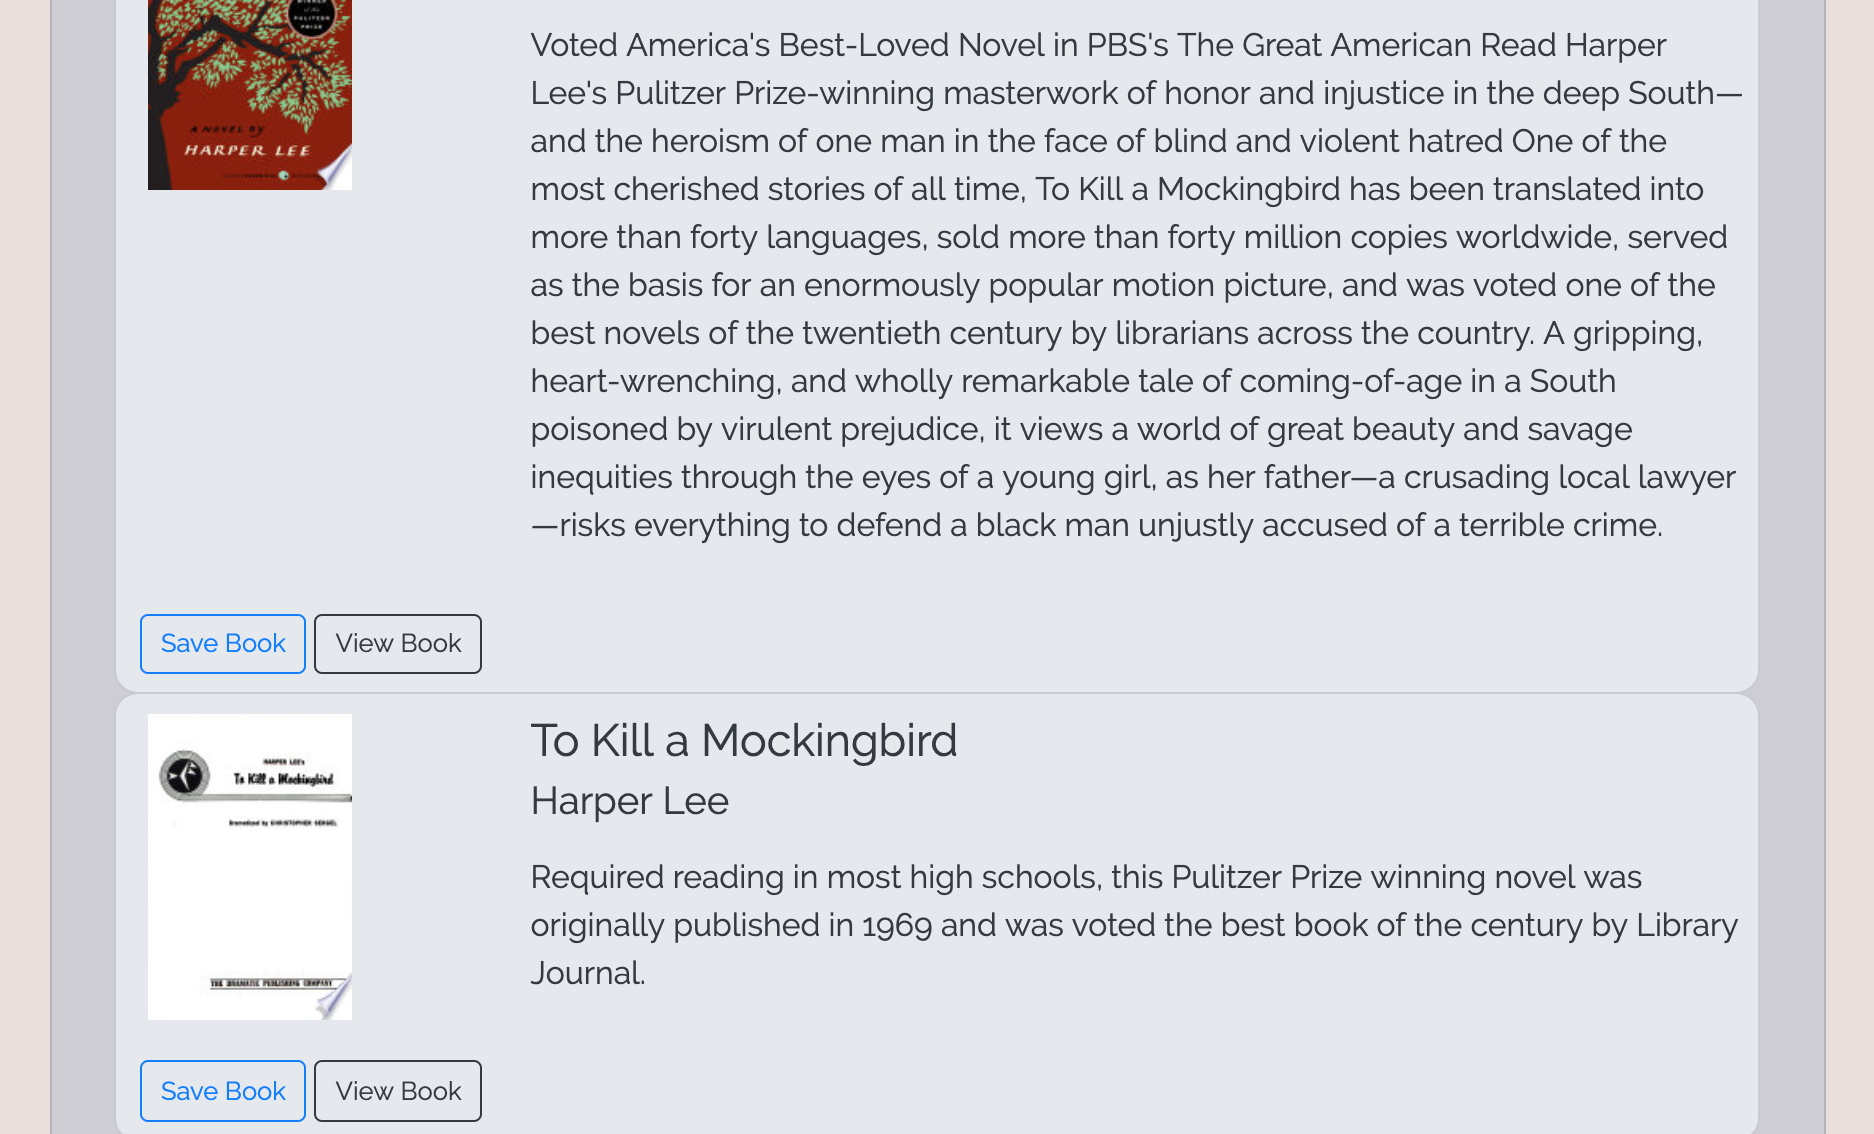 WINNER
of the
PULITZER
PRIZE
A NOVEL BY
HARPER LEE
Voted America's Best-Loved Novel in PBS's The Great American Read Harper
Lee's Pulitzer Prize-winning masterwork of honor and injustice in the deep South—
and the heroism of one man in the face of blind and violent hatred One of the
most cherished stories of all time, To Kill a Mockingbird has been translated into
more than forty languages, sold more than forty million copies worldwide, served
as the basis for an enormously popular motion picture, and was voted one of the
best novels of the twentieth century by librarians across the country. A gripping,
heart-wrenching, and wholly remarkable tale of coming-of-age in a South
poisoned by virulent prejudice, it views a world of great beauty and savage
inequities through the eyes of a young girl, as her father—a crusading local lawyer
—risks everything to defend a black man unjustly accused of a terrible crime.
Save Book
View Book
HARPER LEE's
To Kill a Mockingbird
Dramatized by CHRISTOPHER SERGEL
THE DRAMATIC PUBLISHING COMPANY
To Kill a Mockingbird
Harper Lee
Required reading in most high schools, this Pulitzer Prize winning novel was
originally published in 1969 and was voted the best book of the century by Library
Journal.
Save Book
View Book